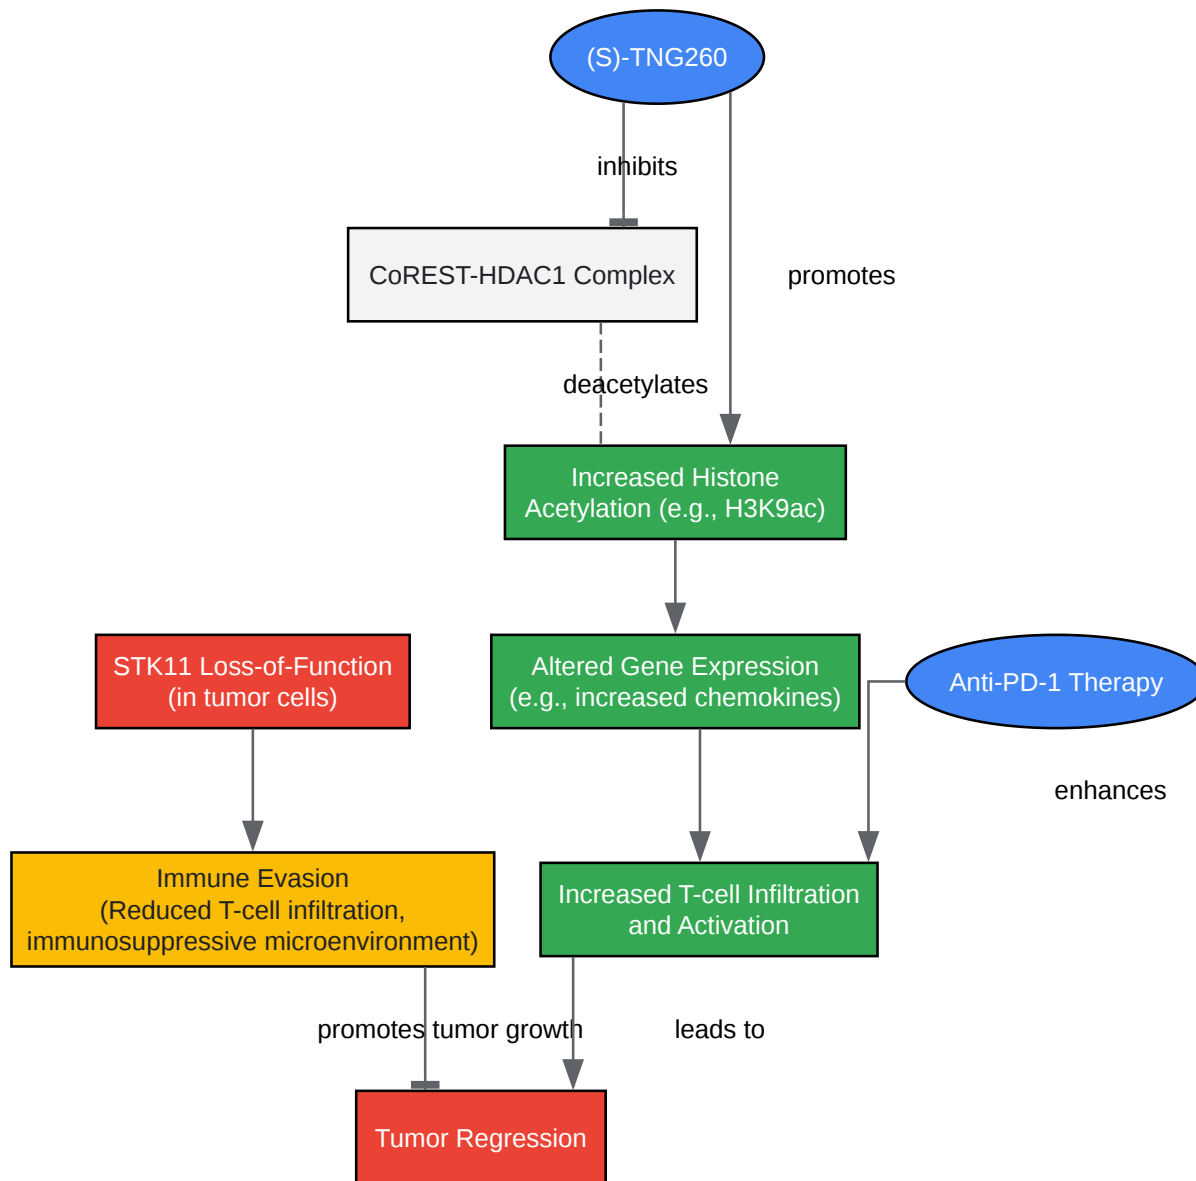 (S)-TNG260
inhibits
CoREST-HDAC1 Complex
promotes
deacetylates
Increased Histone
Acetylation (e.g., H3K9ac)
STK11 Loss-of-Function
(in tumor cells)
Altered Gene Expression
(e.g., increased chemokines)
Anti-PD-1 Therapy
enhances
Immune Evasion
(Reduced T-cell infiltration,
immunosuppressive microenvironment)
Increased T-cell Infiltration
and Activation
promotes tumor growth
leads to
Tumor Regression